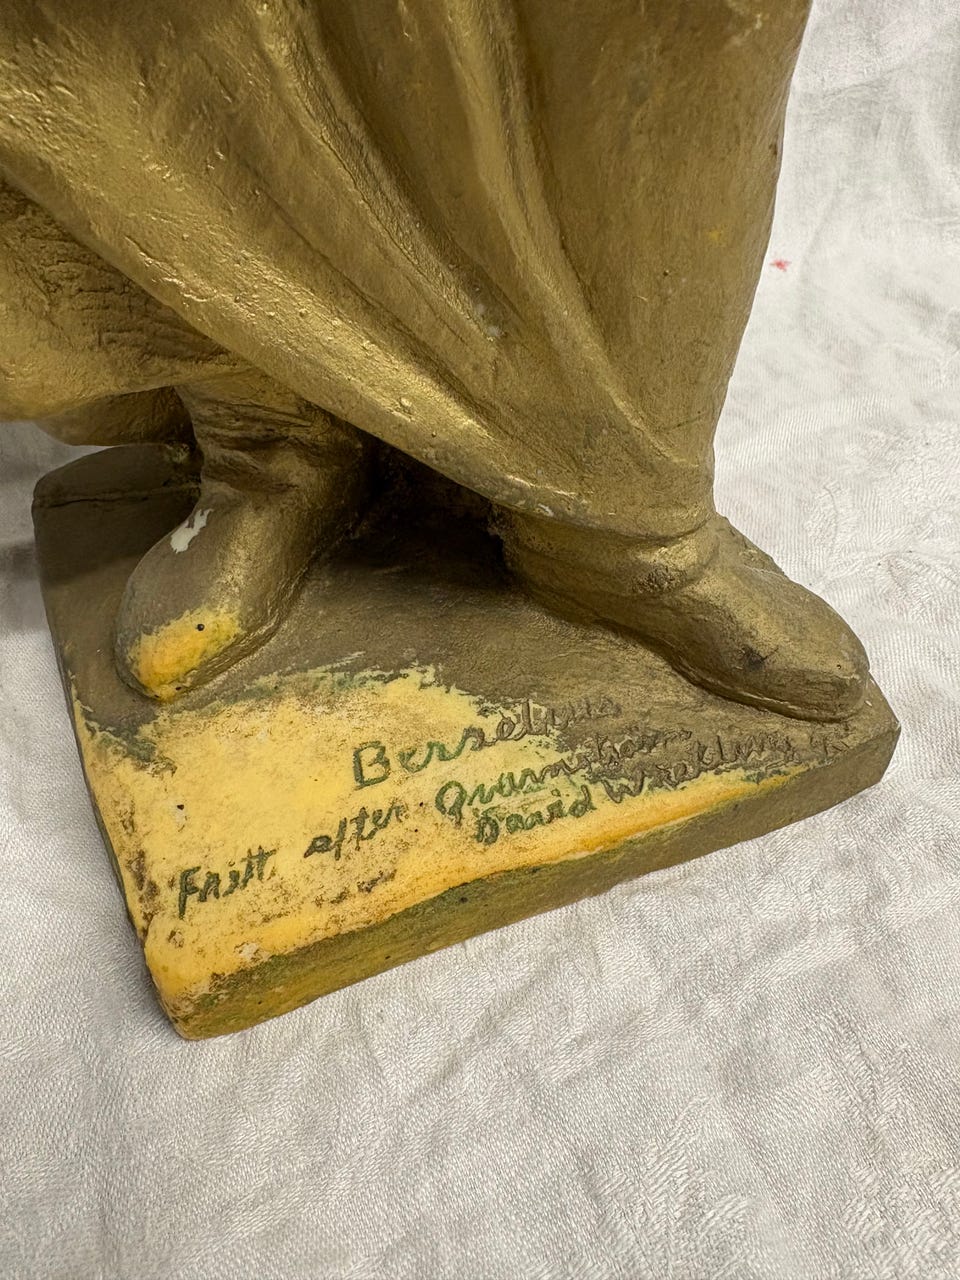 Berzelius
Fritt efter Qvarnström
David Wretling